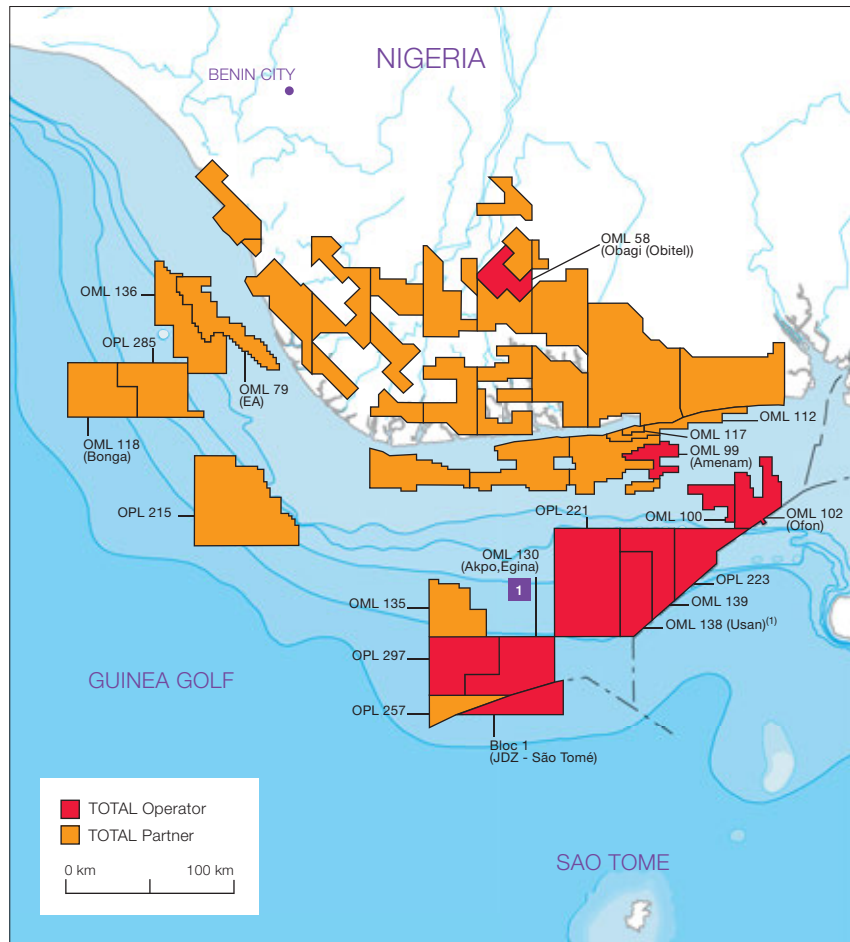 NIGERIA
BENIN CITY
OML 58
(Obagi (Obitel))
OML 136
OPL 285
OML 79
(EA)
OML 118
(Bonga)
OML 112
OML 117
OML 99
(Amenam)
OPL 215
OPL 221
OML 100
OML 102
(Ofon)
OML 130
(Akpo,Egina)
1
OPL 223
OML 139
OML 138 (Usan)(1)
OML 135
OPL 297
GUINEA GOLF
OPL 257
Bloc 1
(JDZ - São Tomé)
TOTAL Operator
TOTAL Partner
0 km 100 km
SAO TOME